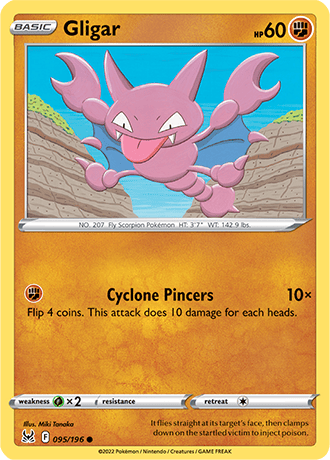 BASIC
Gligar
HP 60
NO. 207 Fly Scorpion Pokémon HT: 3'7" WT: 142.9 lbs.
Cyclone Pincers 10×
Flip 4 coins. This attack does 10 damage for each heads.
weakness ×2 resistance retreat
Illus. Miki Tanaka
F 095/196
It flies straight at its target's face, then clamps
down on the startled victim to inject poison.
©2022 Pokémon / Nintendo / Creatures / GAME FREAK